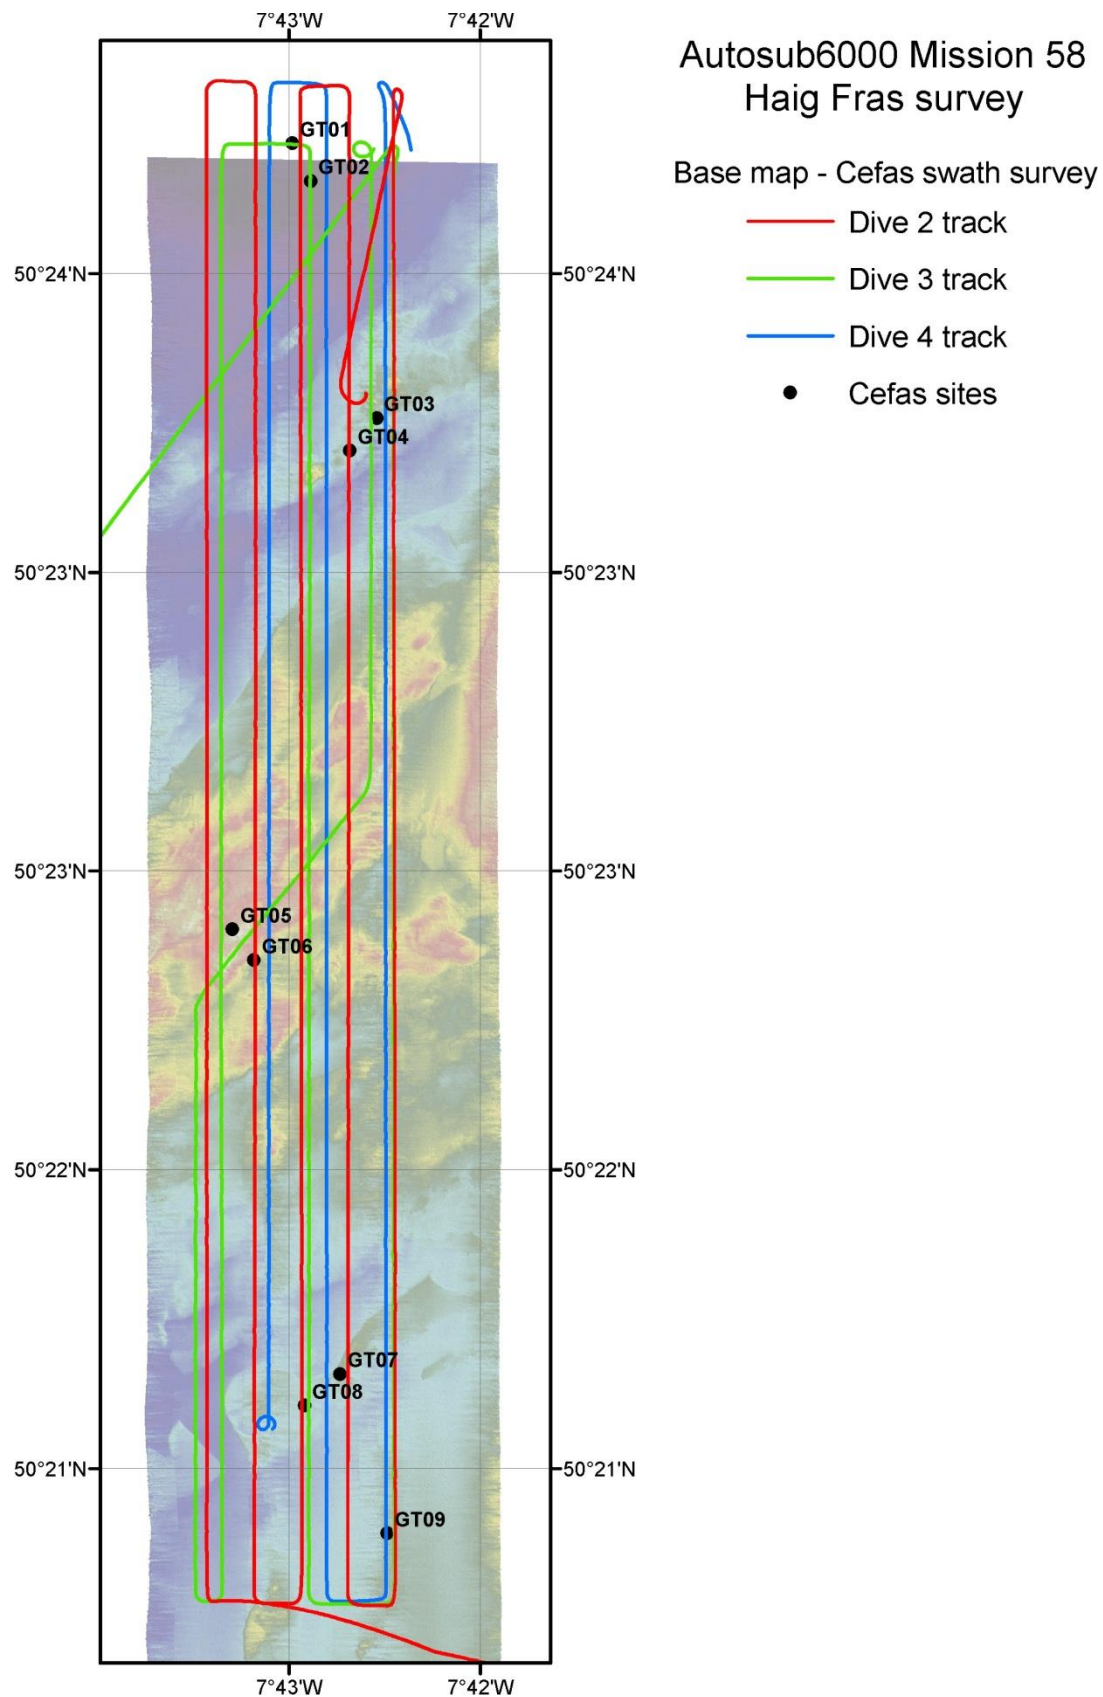 7°43'W 7°42'W
Autosub6000 Mission 58
Haig Fras survey
Base map - Cefas swath survey
Dive 2 track
Dive 3 track
Dive 4 track
Cefas sites
GT01
GT02
50°24'N 50°24'N
GT03
GT04
50°23'N 50°23'N
50°23'N 50°23'N
GT05
GT06
50°22'N 50°22'N
GT07
GT08
50°21'N 50°21'N
GT09
7°43'W 7°42'W